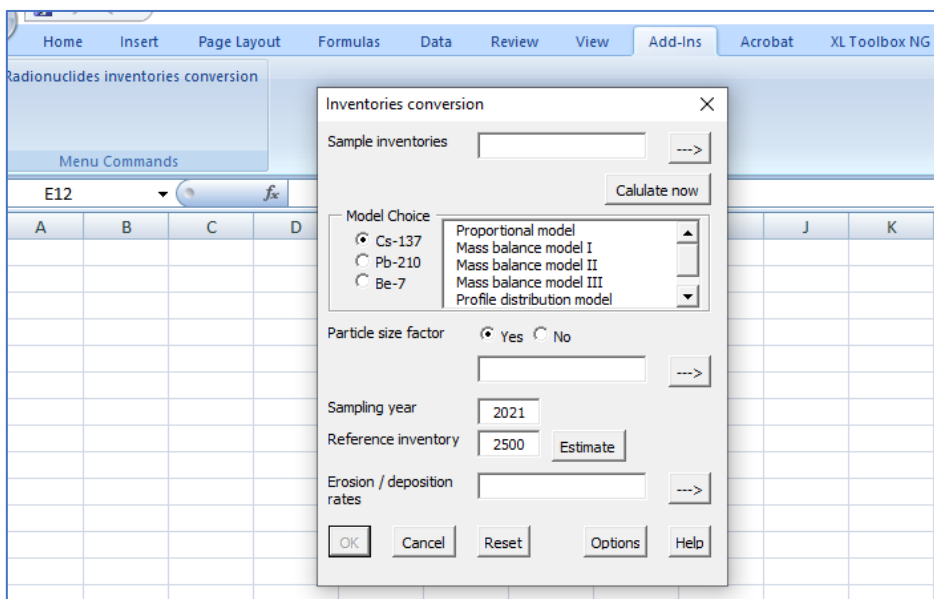 Home Insert Page Layout Formulas Data Review View Add-Ins Acrobat XL Toolbox NG
Radionuclides inventories conversion
Menu Commands
E12 fx
A B C D J K
Inventories conversion
Sample inventories --->
Calulate now
Model Choice
Cs-137
Pb-210
Be-7
Proportional model
Mass balance model I
Mass balance model II
Mass balance model III
Profile distribution model
Particle size factor Yes No
--->
Sampling year 2021
Reference inventory 2500 Estimate
Erosion / deposition
rates --->
OK Cancel Reset Options Help